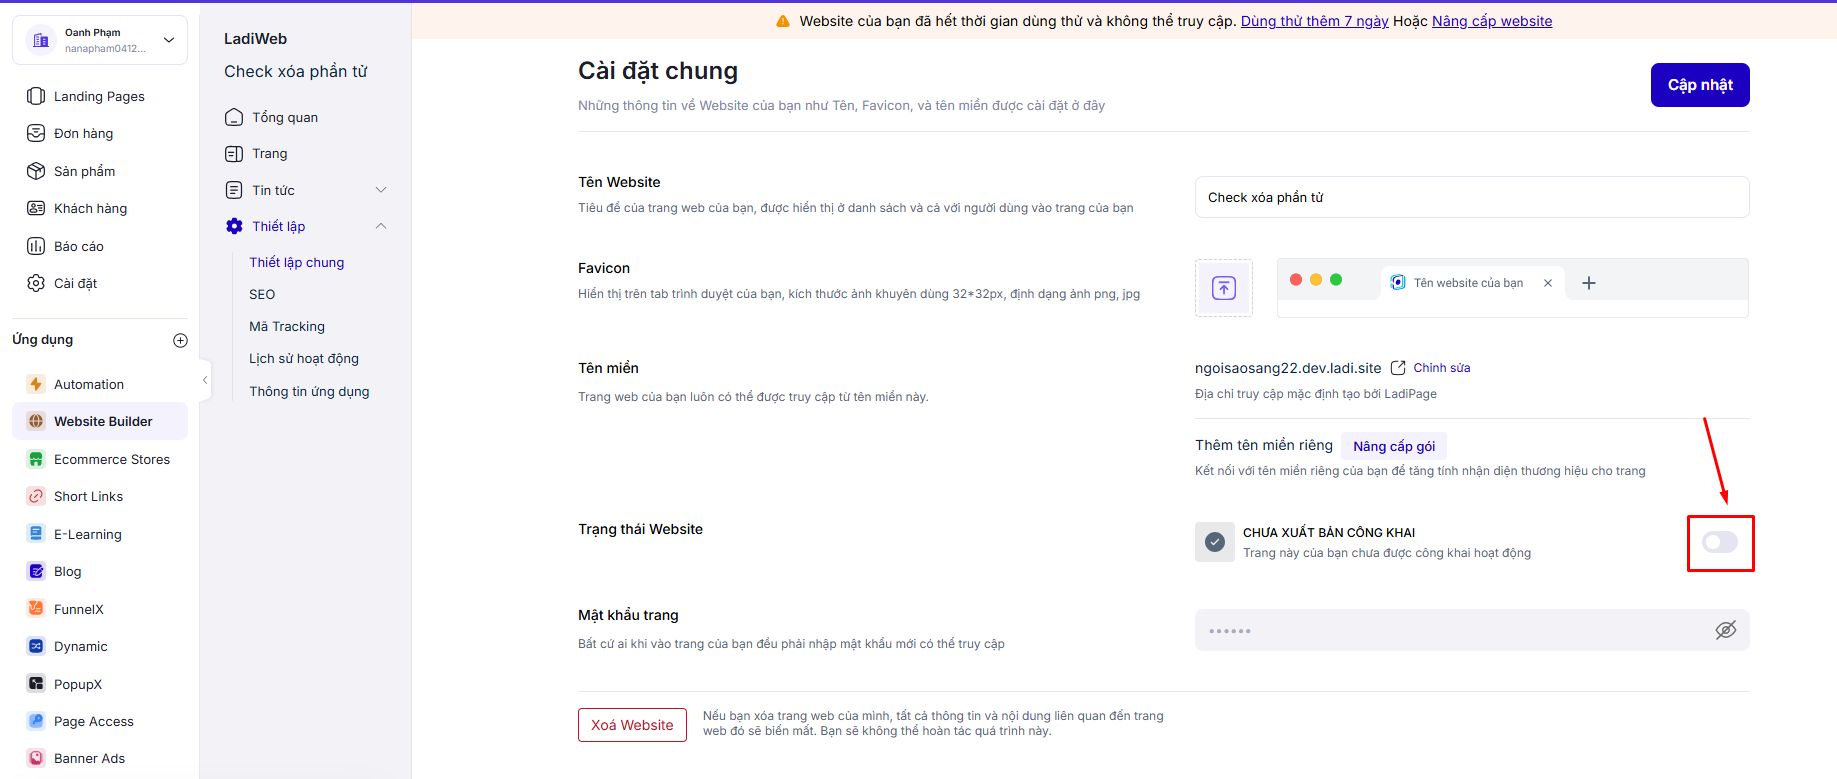 Website của bạn đã hết thời gian dùng thử và không thể truy cập. Dùng thử thêm 7 ngày Hoặc Nâng cấp website
Oanh Phạm
nanapham0412...
Landing Pages
Đơn hàng
Sản phẩm
Khách hàng
Báo cáo
Cài đặt
Ứng dụng
Automation
Website Builder
Ecommerce Stores
Short Links
E-Learning
Blog
FunnelX
Dynamic
PopupX
Page Access
Banner Ads
LadiWeb
Check xóa phần tử
Tổng quan
Trang
Tin tức
Thiết lập
Thiết lập chung
SEO
Mã Tracking
Lịch sử hoạt động
Thông tin ứng dụng
Cài đặt chung
Những thông tin về Website của bạn như Tên, Favicon, và tên miền được cài đặt ở đây
Cập nhật
Tên Website
Tiêu đề của trang web của bạn, được hiển thị ở danh sách và cả với người dùng vào trang của bạn
Check xóa phần tử
Favicon
Hiển thị trên tab trình duyệt của bạn, kích thước ảnh khuyên dùng 32*32px, định dạng ảnh png, jpg
Tên website của bạn
Tên miền
Trang web của bạn luôn có thể được truy cập từ tên miền này.
ngoisaosang22.dev.ladi.site Chỉnh sửa
Địa chỉ truy cập mặc định tạo bởi LadiPage
Thêm tên miền riêng Nâng cấp gói
Kết nối với tên miền riêng của bạn để tăng tính nhận diện thương hiệu cho trang
Trạng thái Website
CHƯA XUẤT BẢN CÔNG KHAI
Trang này của bạn chưa được công khai hoạt động
Mật khẩu trang
Bất cứ ai khi vào trang của bạn đều phải nhập mật khẩu mới có thể truy cập
••••••
Xoá Website
Nếu bạn xóa trang web của mình, tất cả thông tin và nội dung liên quan đến trang
web đó sẽ biến mất. Bạn sẽ không thể hoàn tác quá trình này.